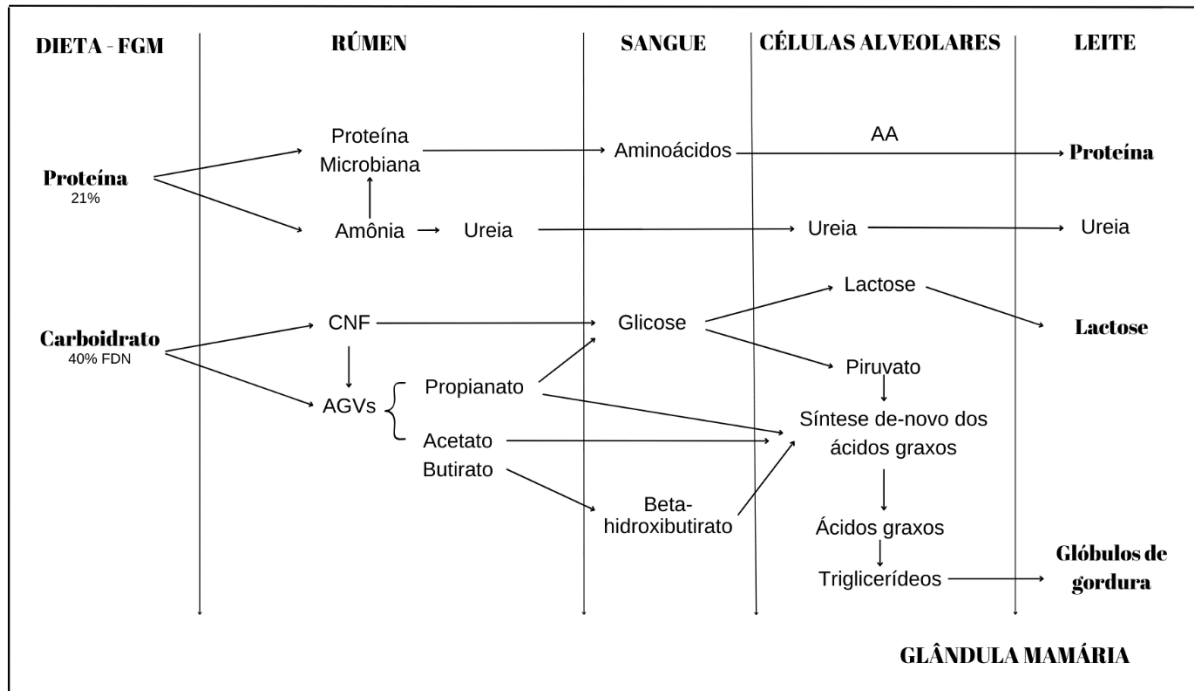 DIETA - FGM
RÚMEN
SANGUE
CÉLULAS ALVEOLARES
LEITE
Proteína
21%
Proteína
Microbiana
Aminoácidos
AA
Proteína
Amônia
Ureia
Ureia
Ureia
Carboidrato
40% FDN
CNF
Glicose
Lactose
Lactose
Piruvato
AGVs
Propianato
Acetato
Butirato
Síntese de-novo dos
ácidos graxos
Beta-
hidroxibutirato
Ácidos graxos
Triglicerídeos
Glóbulos de
gordura
GLÂNDULA MAMÁRIA